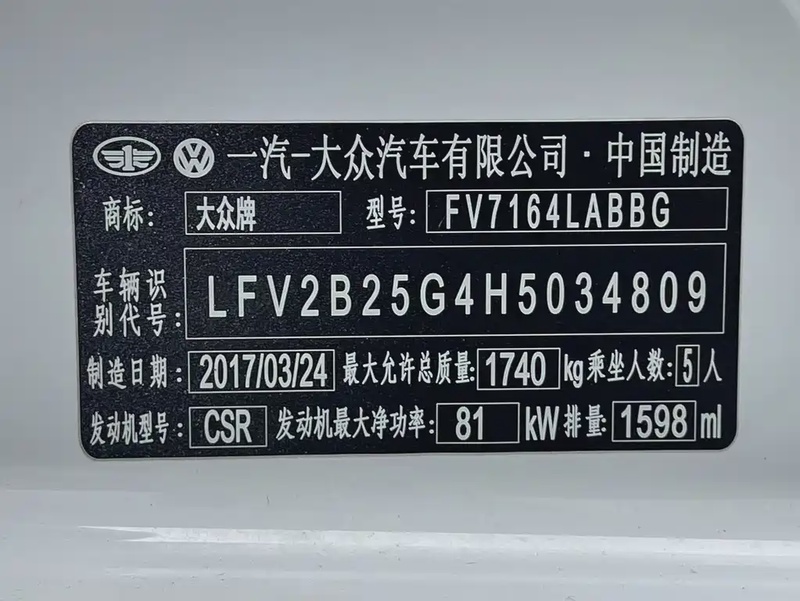 一汽-大众汽车有限公司·中国制造
商标: 大众牌 型号: FV7164LABBG
车辆识别代号: LFV2B25G4H5034809
制造日期: 2017/03/24 最大允许总质量: 1740 kg 乘坐人数: 5 人
发动机型号: CSR 发动机最大净功率: 81 kW 排量: 1598 ml